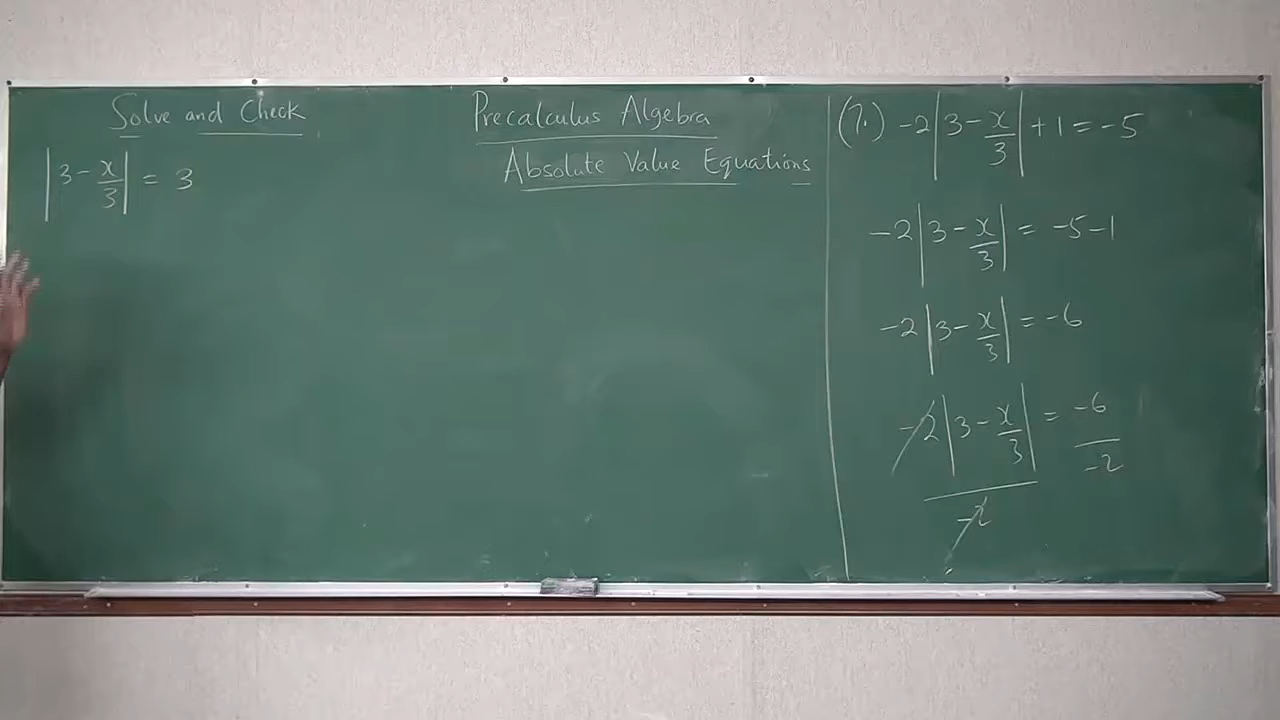 Solve and Check
Precalculus Algebra
Absolute Value Equations
(7.) -2|3 - x/3| + 1 = -5
-2|3 - x/3| = -5 - 1
-2|3 - x/3| = -6
-2|3 - x/3| / -2 = -6 / -2
|3 - x/3| = 3